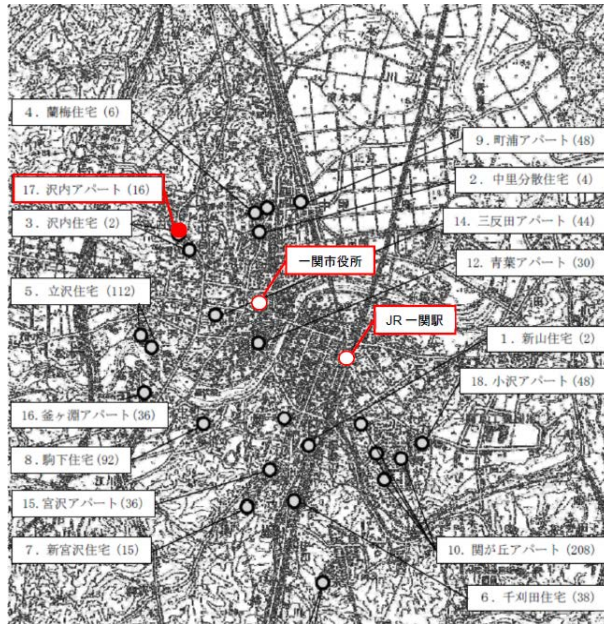 4. 蘭梅住宅 (6)
9. 町浦アパート (48)
17. 沢内アパート (16)
2. 中里分散住宅 (4)
3. 沢内住宅 (2)
14. 三反田アパート (44)
一関市役所
12. 青葉アパート (30)
5. 立沢住宅 (112)
JR 一関駅
1. 新山住宅 (2)
18. 小沢アパート (48)
16. 釜ヶ淵アパート (36)
8. 駒下住宅 (92)
15. 宮沢アパート (36)
7. 新宮沢住宅 (15)
10. 関が丘アパート (208)
6. 千刈田住宅 (38)